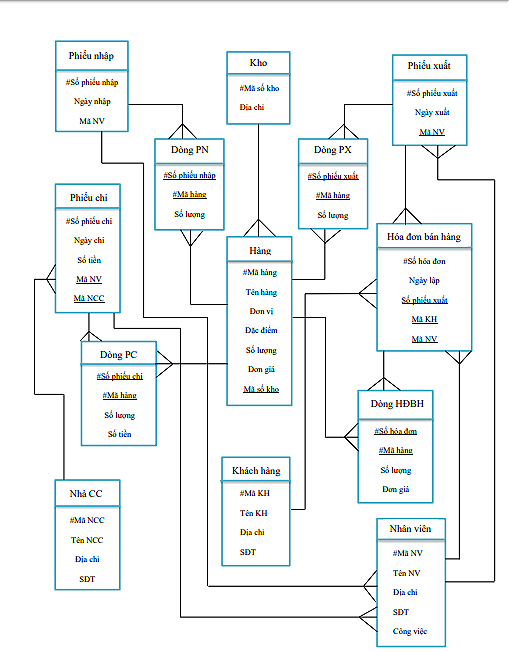 Phiếu nhập
#Số phiếu nhập
Ngày nhập
Mã NV
Kho
#Mã số kho
Địa chỉ
Phiếu xuất
#Số phiếu xuất
Ngày xuất
Mã NV
Dòng PN
#Số phiếu nhập
#Mã hàng
Số lượng
Dòng PX
#Số phiếu xuất
#Mã hàng
Số lượng
Phiếu chi
#Số phiếu chi
Ngày chi
Số tiền
Mã NV
Mã NCC
Hàng
#Mã hàng
Tên hàng
Đơn vị
Đặc điểm
Số lượng
Đơn giá
Mã số kho
Hóa đơn bán hàng
#Số hóa đơn
Ngày lập
Số phiếu xuất
Mã KH
Mã NV
Dòng PC
#Số phiếu chi
#Mã hàng
Số lượng
Số tiền
Dòng HĐBH
#Số hóa đơn
#Mã hàng
Số lượng
Đơn giá
Nhà CC
#Mã NCC
Tên NCC
Địa chỉ
SĐT
Khách hàng
#Mã KH
Tên KH
Địa chỉ
SĐT
Nhân viên
#Mã NV
Tên NV
Địa chỉ
SĐT
Công việc